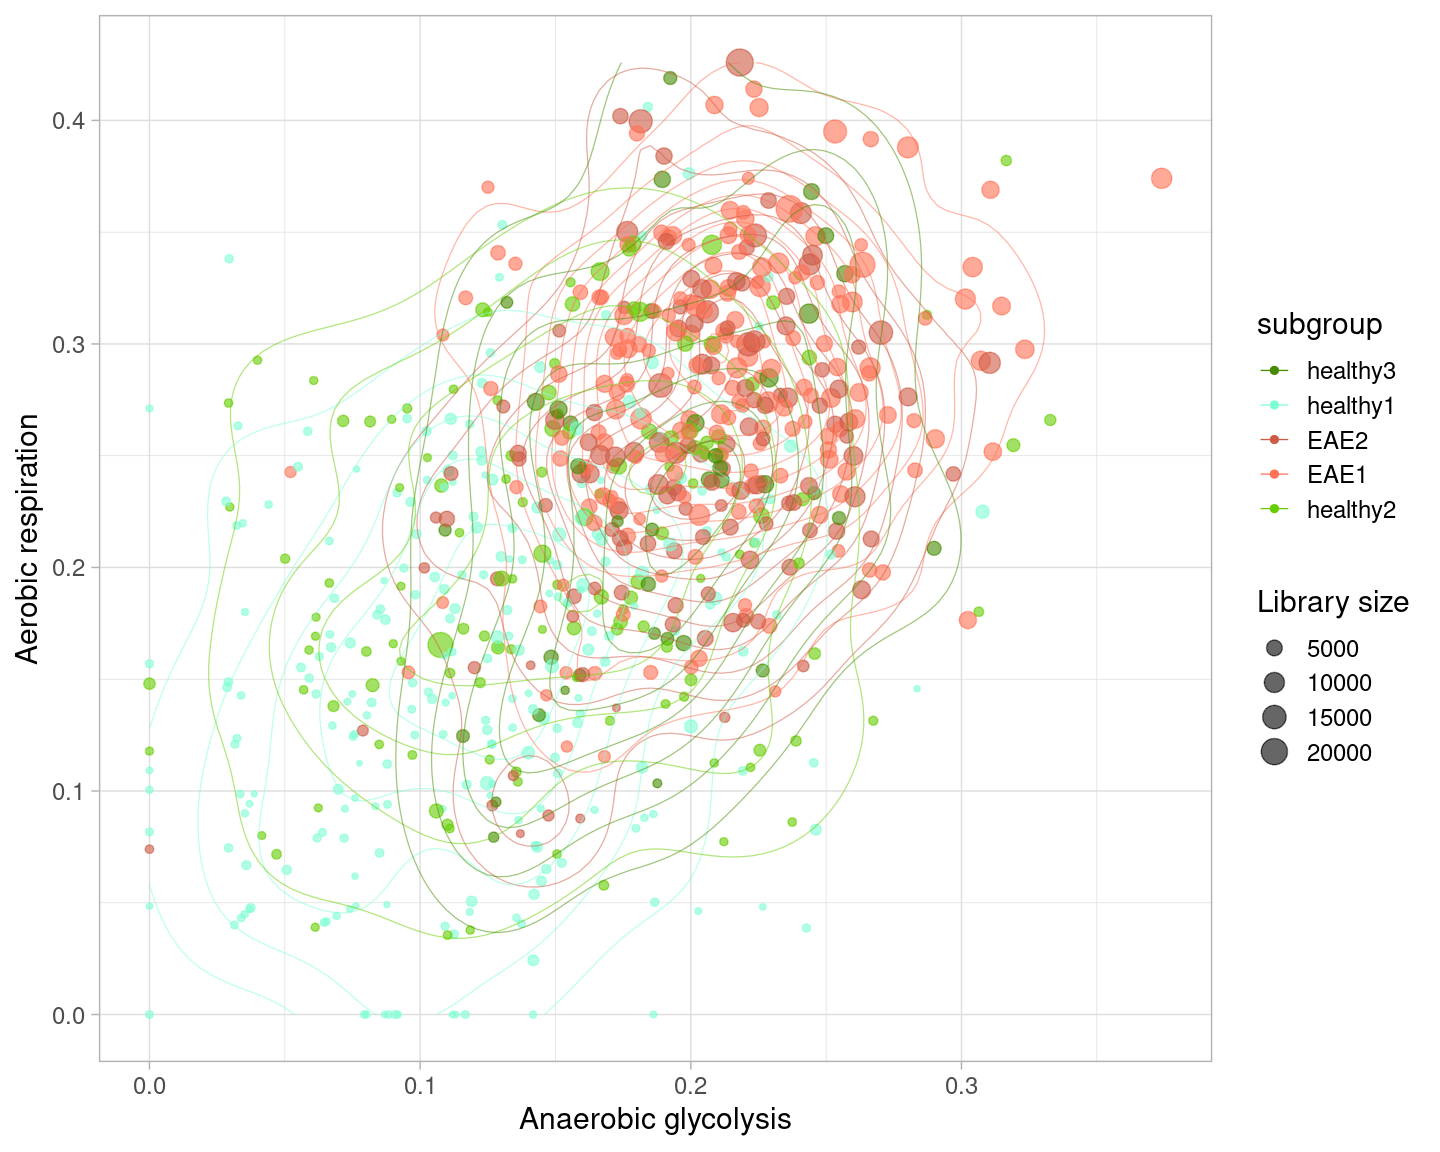 Aerobic respiration
0.4
0.3
0.2
0.1
0.0
0.0 0.1 0.2 0.3
Anaerobic glycolysis
subgroup
healthy3
healthy1
EAE2
EAE1
healthy2
Library size
5000
10000
15000
20000